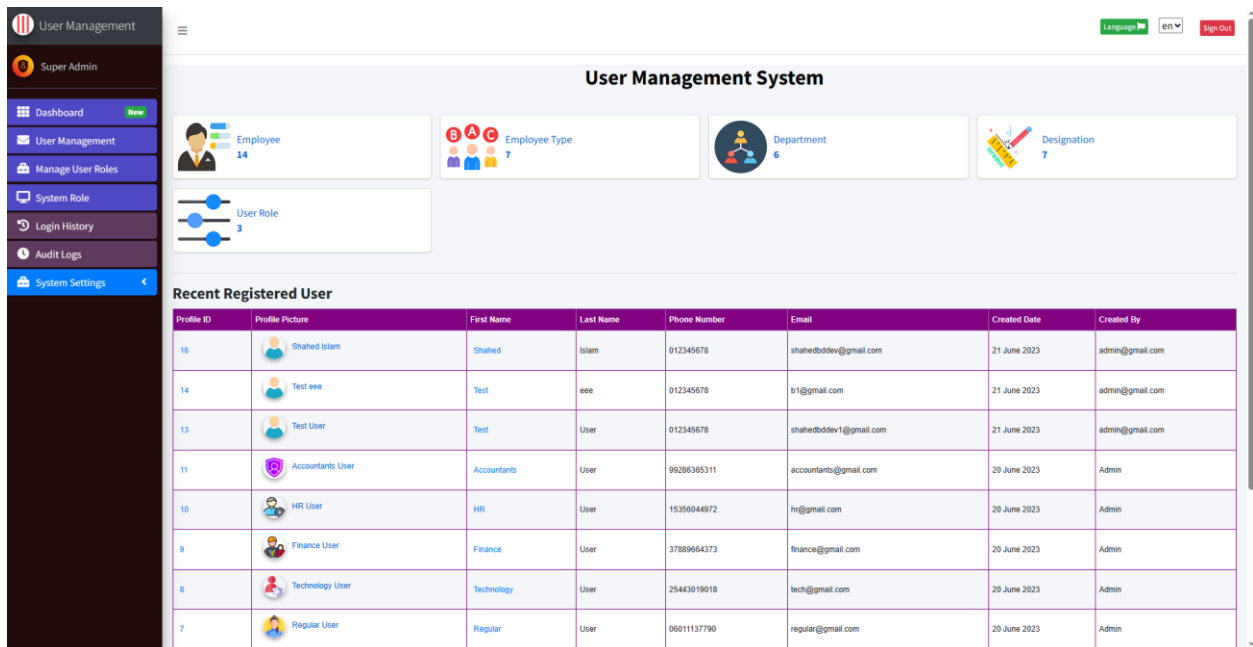 User Management
Language
en
Sign Out
Super Admin
Dashboard New
User Management
Manage User Roles
System Role
Login History
Audit Logs
System Settings
User Management System
Employee
14
B A C
Employee Type
7
Department
6
Designation
7
User Role
3
Recent Registered User
Profile ID Profile Picture First Name Last Name Phone Number Email Created Date Created By
16 Shahed Islam Shahed Islam 012345678 shahedbddev@gmail.com 21 June 2023 admin@gmail.com
14 Test eee Test eee 012345678 b1@gmail.com 21 June 2023 admin@gmail.com
13 Test User Test User 012345678 shahedbddev1@gmail.com 21 June 2023 admin@gmail.com
11 Accountants User Accountants User 99286365311 accountants@gmail.com 20 June 2023 Admin
10 HR User HR User 15356044972 hr@gmail.com 20 June 2023 Admin
9 Finance User Finance User 37889664373 finance@gmail.com 20 June 2023 Admin
8 Technology User Technology User 25443019018 tech@gmail.com 20 June 2023 Admin
7 Regular User Regular User 06011137790 regular@gmail.com 20 June 2023 Admin